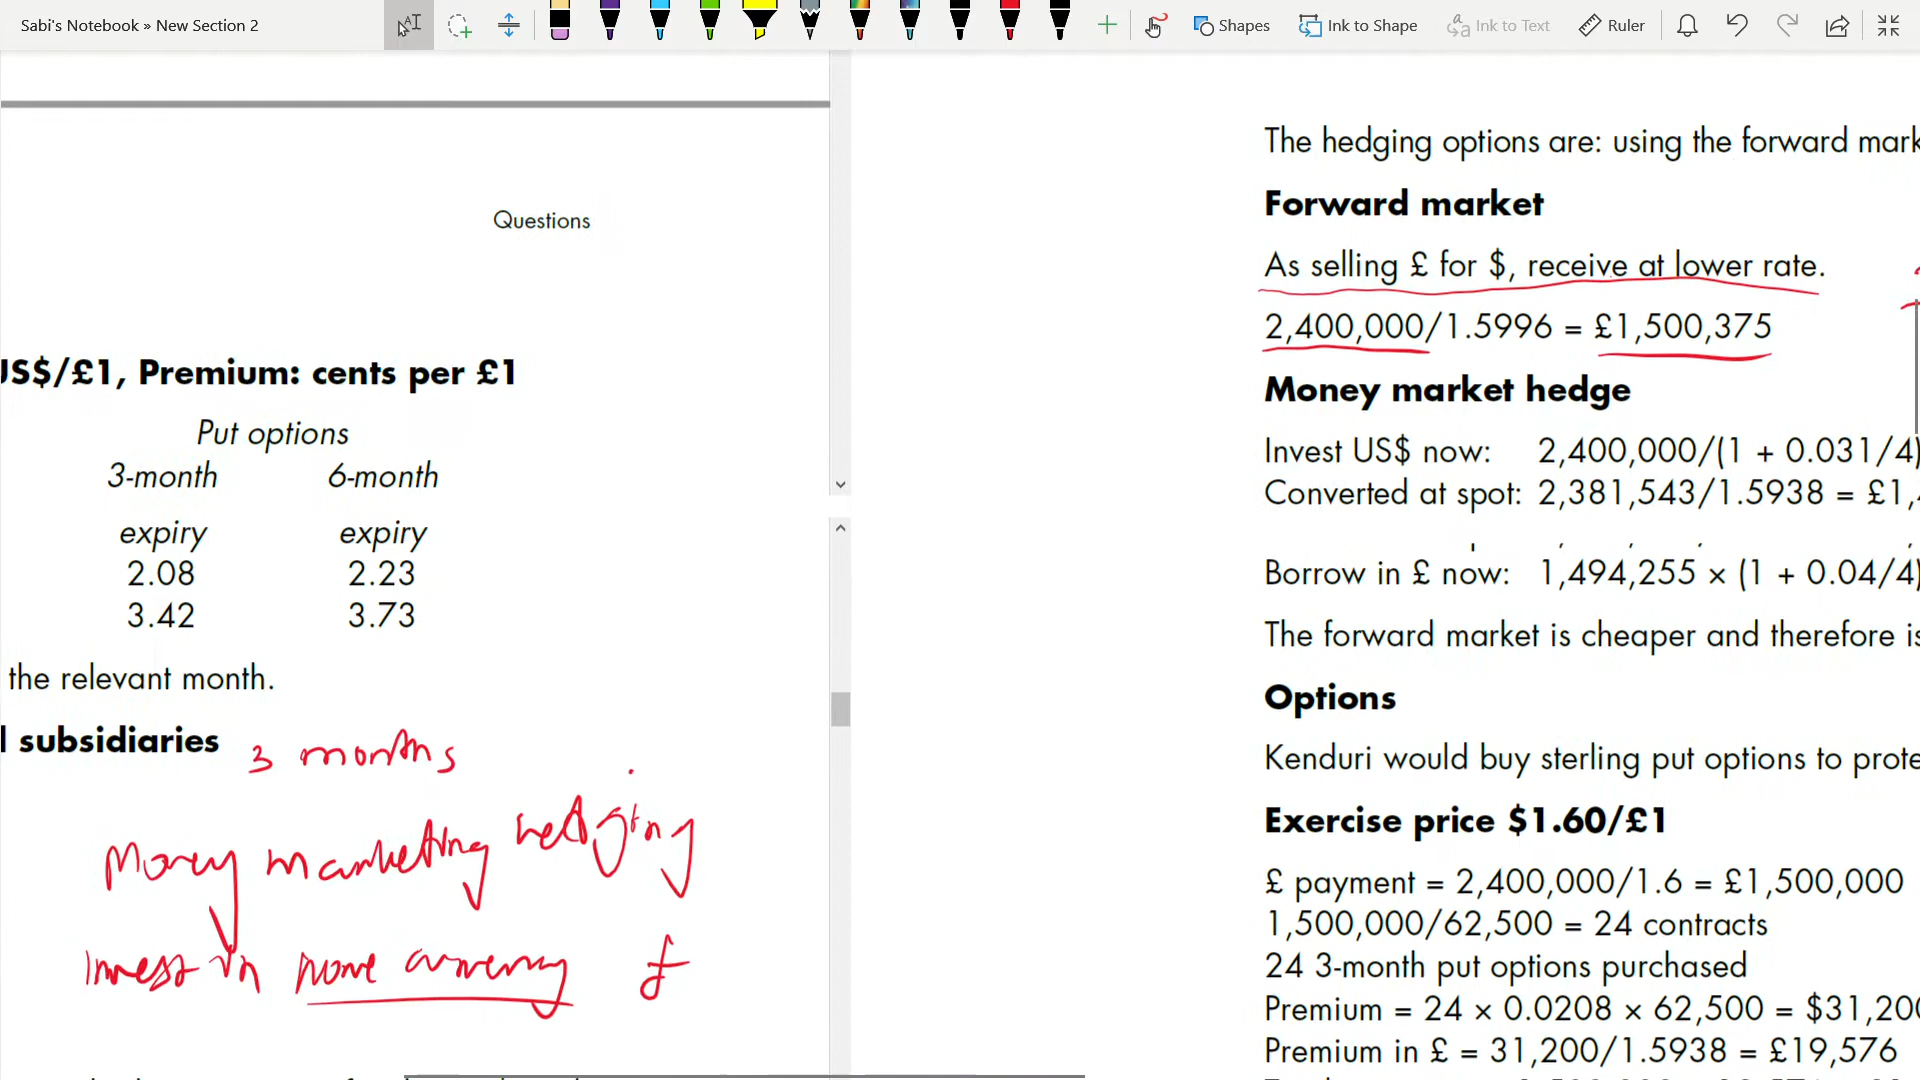 Sabi's Notebook » New Section 2
Shapes
Ink to Shape
Ink to Text
Ruler
Questions
US$/£1, Premium: cents per £1
Put options
3-month 6-month
expiry expiry
2.08 2.23
3.42 3.73
the relevant month.
subsidiaries 3 months
Money marketing hedging
Invest in home currency £
The hedging options are: using the forward mark
Forward market
As selling £ for $, receive at lower rate.
2,400,000/1.5996 = £1,500,375
Money market hedge
Invest US$ now: 2,400,000/(1 + 0.031/4)
Converted at spot: 2,381,543/1.5938 = £1,
Borrow in £ now: 1,494,255 × (1 + 0.04/4)
The forward market is cheaper and therefore is
Options
Kenduri would buy sterling put options to prote
Exercise price $1.60/£1
£ payment = 2,400,000/1.6 = £1,500,000
1,500,000/62,500 = 24 contracts
24 3-month put options purchased
Premium = 24 × 0.0208 × 62,500 = $31,200
Premium in £ = 31,200/1.5938 = £19,576